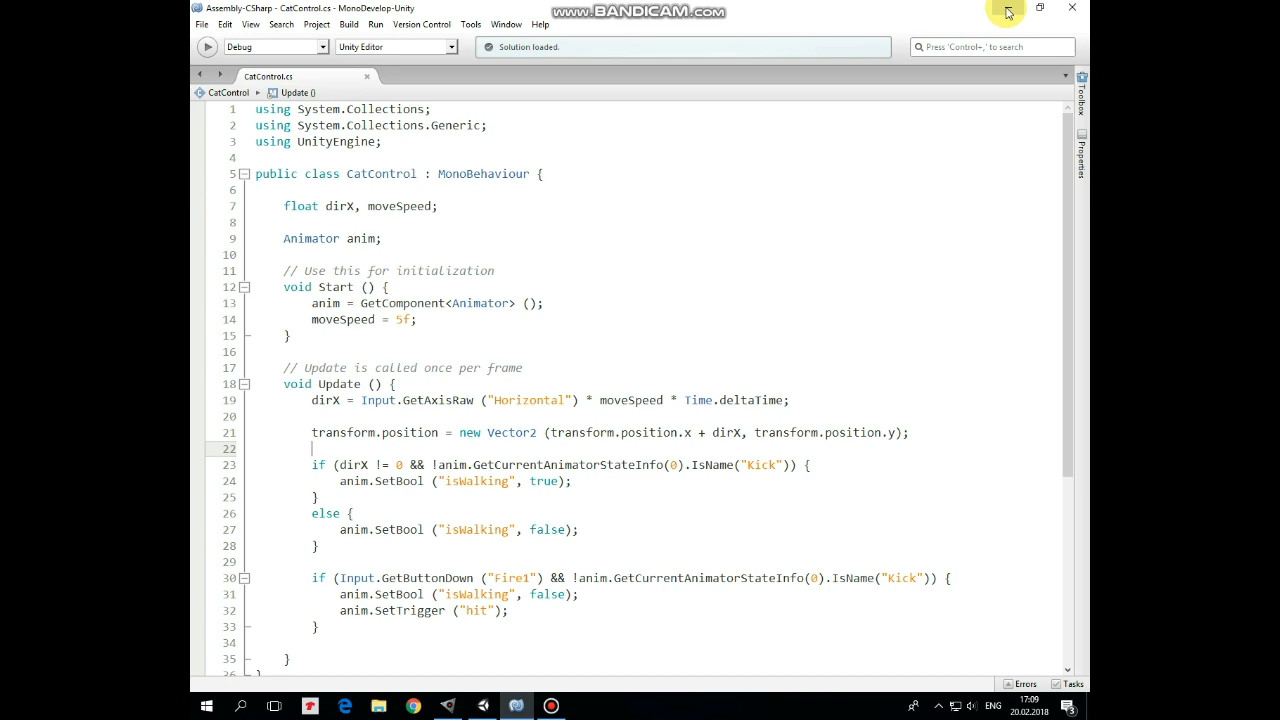 Assembly-CSharp - CatControl.cs - MonoDevelop-Unity
www.BANDICAM.com
File Edit View Search Project Build Run Version Control Tools Window Help
Debug Unity Editor Solution loaded. Press 'Control+,' to search
CatControl.cs
CatControl Update ()
Toolbox
Properties
1 using System.Collections;
2 using System.Collections.Generic;
3 using UnityEngine;
4
5 public class CatControl : MonoBehaviour {
6
7 float dirX, moveSpeed;
8
9 Animator anim;
10
11 // Use this for initialization
12 void Start () {
13 anim = GetComponent<Animator> ();
14 moveSpeed = 5f;
15 }
16
17 // Update is called once per frame
18 void Update () {
19 dirX = Input.GetAxisRaw ("Horizontal") * moveSpeed * Time.deltaTime;
20
21 transform.position = new Vector2 (transform.position.x + dirX, transform.position.y);
22
23 if (dirX != 0 && !anim.GetCurrentAnimatorStateInfo(0).IsName("Kick")) {
24 anim.SetBool ("isWalking", true);
25 }
26 else {
27 anim.SetBool ("isWalking", false);
28 }
29
30 if (Input.GetButtonDown ("Fire1") && !anim.GetCurrentAnimatorStateInfo(0).IsName("Kick")) {
31 anim.SetBool ("isWalking", false);
32 anim.SetTrigger ("hit");
33 }
34
35 }
36 }
Errors Tasks
ENG 17:09
20.02.2018 3